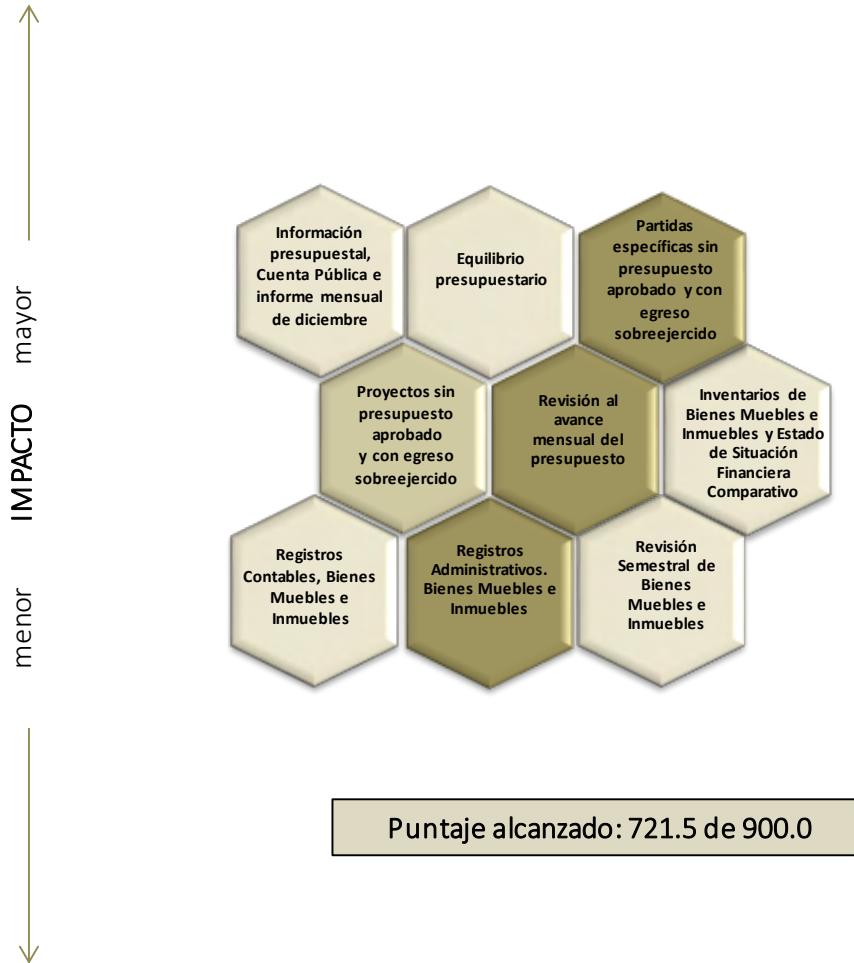 mayor
IMPACTO
menor
Información
presupuestal,
Cuenta Pública e
informe mensual
de diciembre
Equilibrio
presupuestario
Partidas
específicas sin
presupuesto
aprobado y con
egreso
sobreejercido
Proyectos sin
presupuesto
aprobado
y con egreso
sobreejercido
Revisión al
avance
mensual del
presupuesto
Inventarios de
Bienes Muebles e
Inmuebles y Estado
de Situación
Financiera
Comparativo
Registros
Contables, Bienes
Muebles e
Inmuebles
Registros
Administrativos.
Bienes Muebles e
Inmuebles
Revisión
Semestral de
Bienes
Muebles e
Inmuebles
Puntaje alcanzado: 721.5 de 900.0